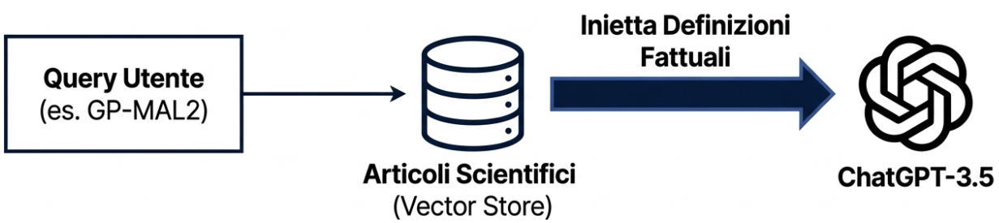 Query Utente
(es. GP-MAL2)
Articoli Scientifici
(Vector Store)
Inietta Definizioni
Fattuali
ChatGPT-3.5